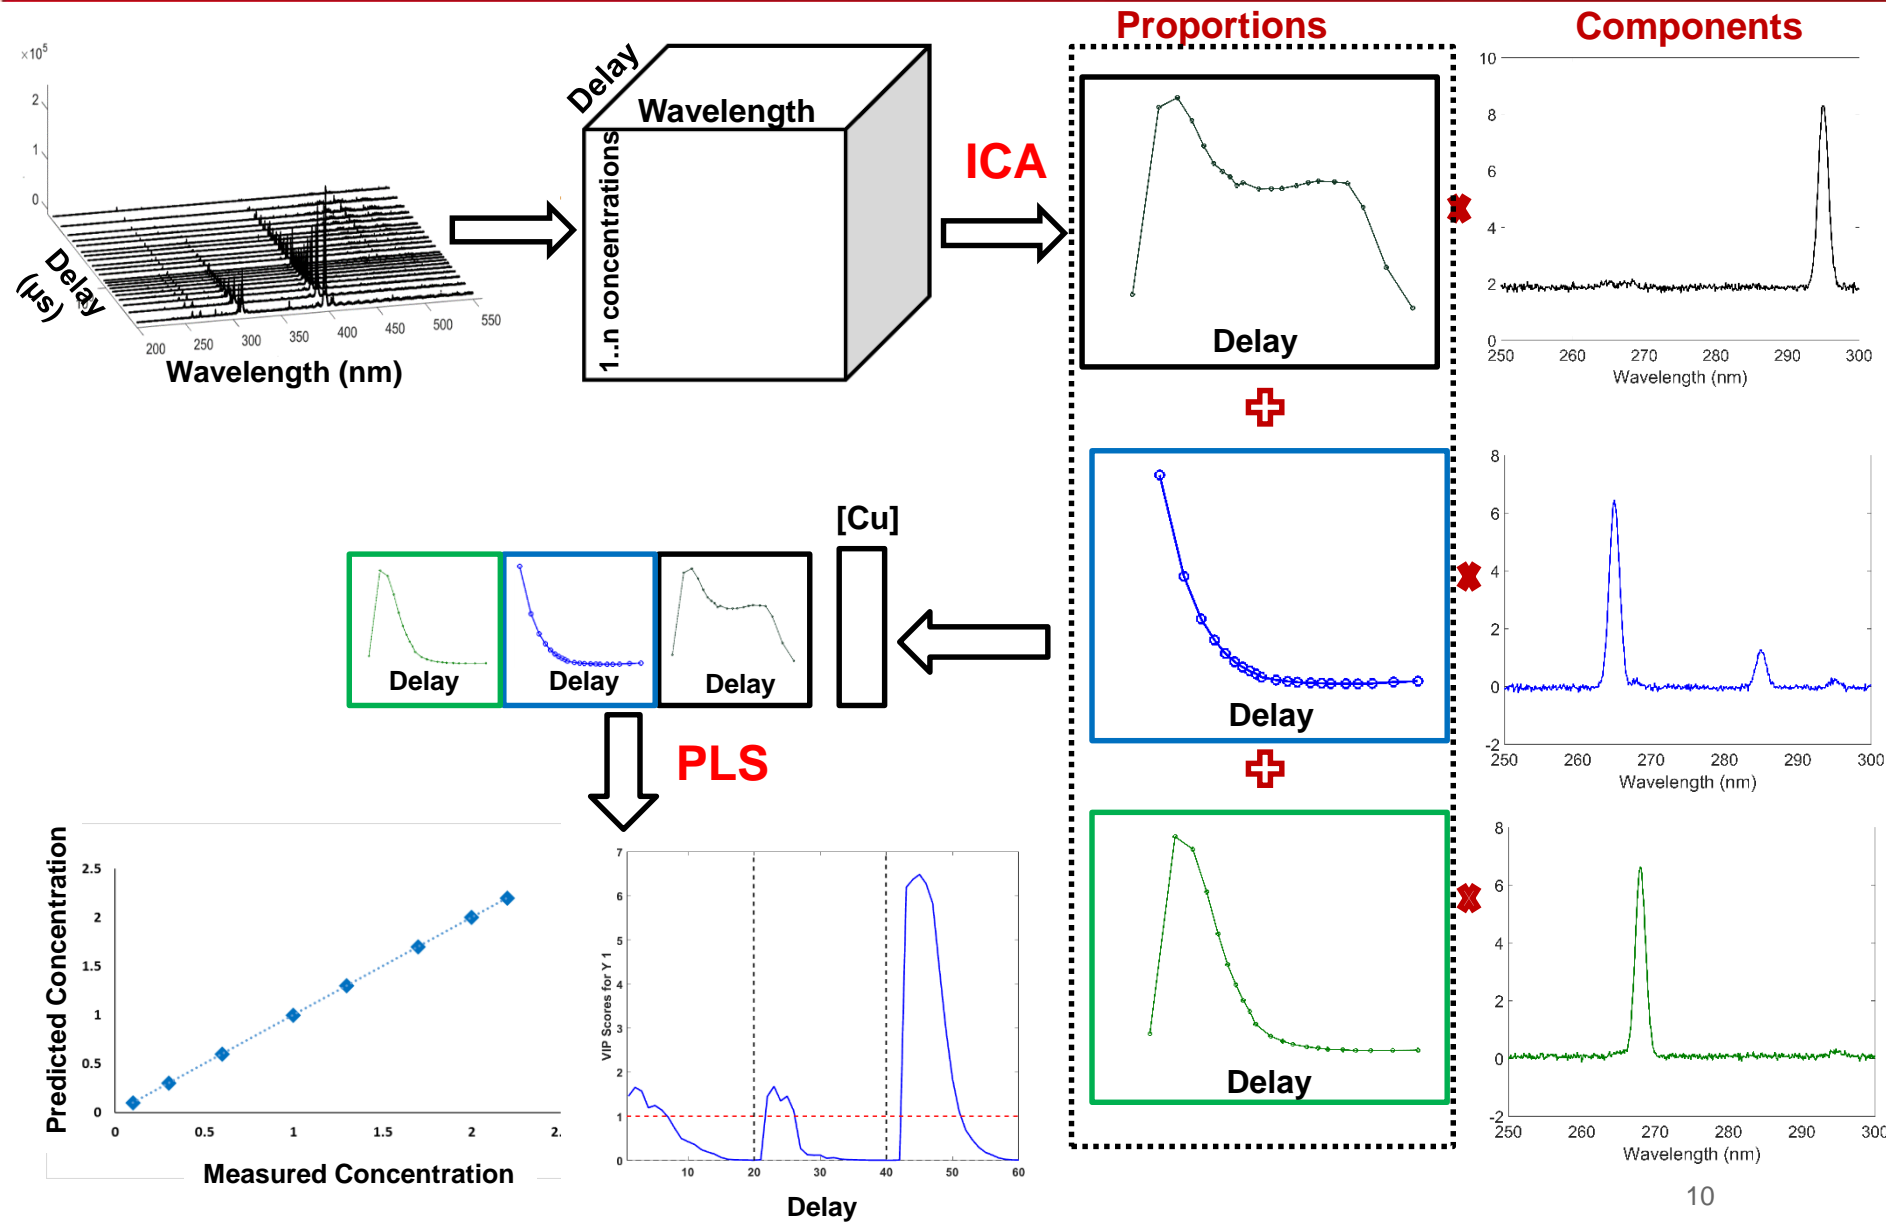 Proportions
Components
×10⁵
2
1
0
Delay
(µs)
200 250 300 350 400 450 500 550
Wavelength (nm)
Delay
Wavelength
1..n concentrations
ICA
Delay
10
8
6
4
2
0
250 260 270 280 290 300
Wavelength (nm)
Delay
8
6
4
2
0
-2
250 260 270 280 290 300
Wavelength (nm)
Delay
8
6
4
2
0
-2
250 260 270 280 290 300
Wavelength (nm)
[Cu]
Delay
Delay
Delay
PLS
Predicted Concentration
2.5
2
1.5
1
0.5
0
0 0.5 1 1.5 2 2.
Measured Concentration
VIP Scores for Y 1
7
6
5
4
3
2
1
0
10 20 30 40 50 60
Delay
10